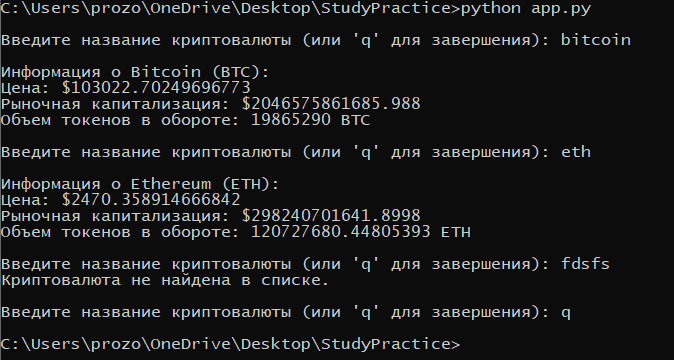 C:\Users\prozo\OneDrive\Desktop\StudyPractice>python app.py
Введите название криптовалюты (или 'q' для завершения): bitcoin
Информация о Bitcoin (BTC):
Цена: $103022.70249696773
Рыночная капитализация: $2046575861685.988
Объем токенов в обороте: 19865290 BTC
Введите название криптовалюты (или 'q' для завершения): eth
Информация о Ethereum (ETH):
Цена: $2470.358914666842
Рыночная капитализация: $298240701641.8998
Объем токенов в обороте: 120727680.44805393 ETH
Введите название криптовалюты (или 'q' для завершения): fdsfs
Криптовалюта не найдена в списке.
Введите название криптовалюты (или 'q' для завершения): q
C:\Users\prozo\OneDrive\Desktop\StudyPractice>